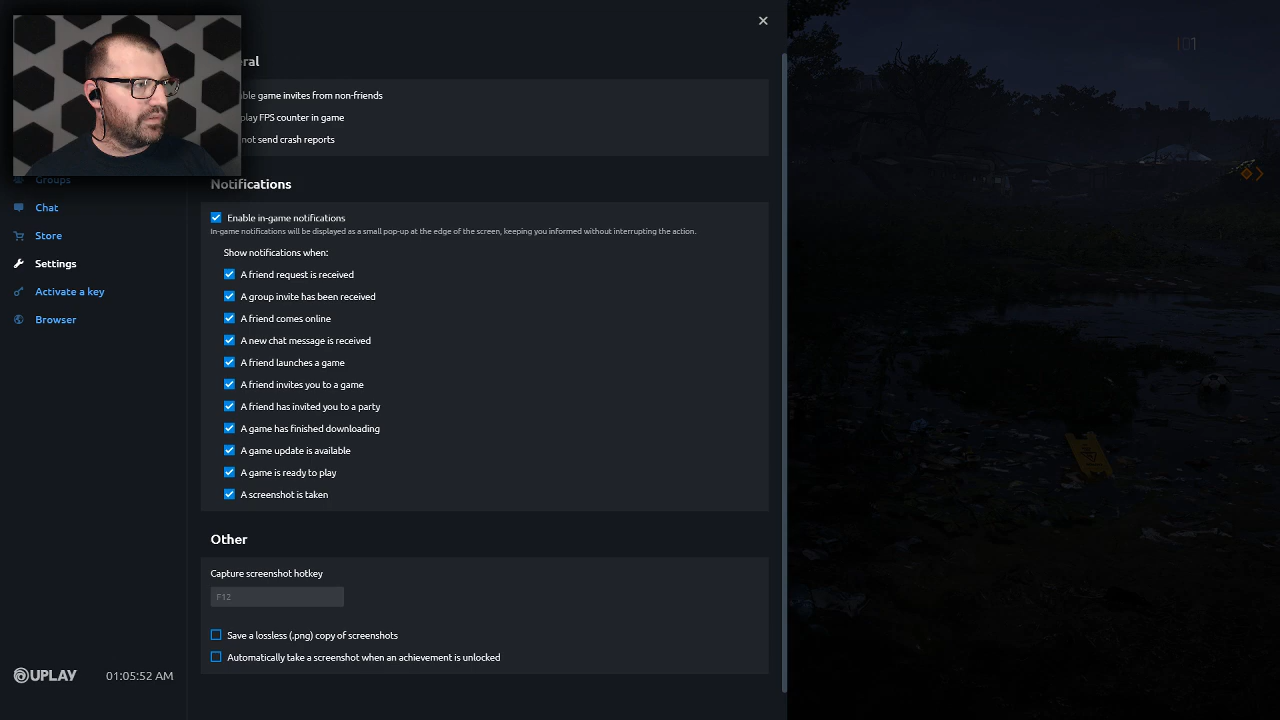 eral
ble game invites from non-friends
play FPS counter in game
not send crash reports
Groups
Chat
Store
Settings
Activate a key
Browser
Notifications
Enable in-game notifications
In-game notifications will be displayed as a small pop-up at the edge of the screen, keeping you informed without interrupting the action.
Show notifications when:
A friend request is received
A group invite has been received
A friend comes online
A new chat message is received
A friend launches a game
A friend invites you to a game
A friend has invited you to a party
A game has finished downloading
A game update is available
A game is ready to play
A screenshot is taken
Other
Capture screenshot hotkey
F12
Save a lossless (.png) copy of screenshots
Automatically take a screenshot when an achievement is unlocked
UPLAY
01:05:52 AM
101